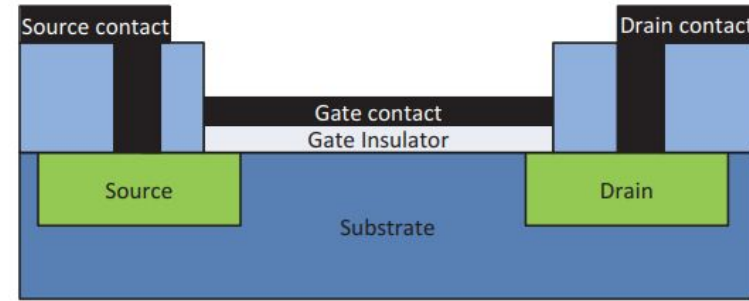 Source contact
Drain contact
Gate contact
Gate Insulator
Source
Drain
Substrate